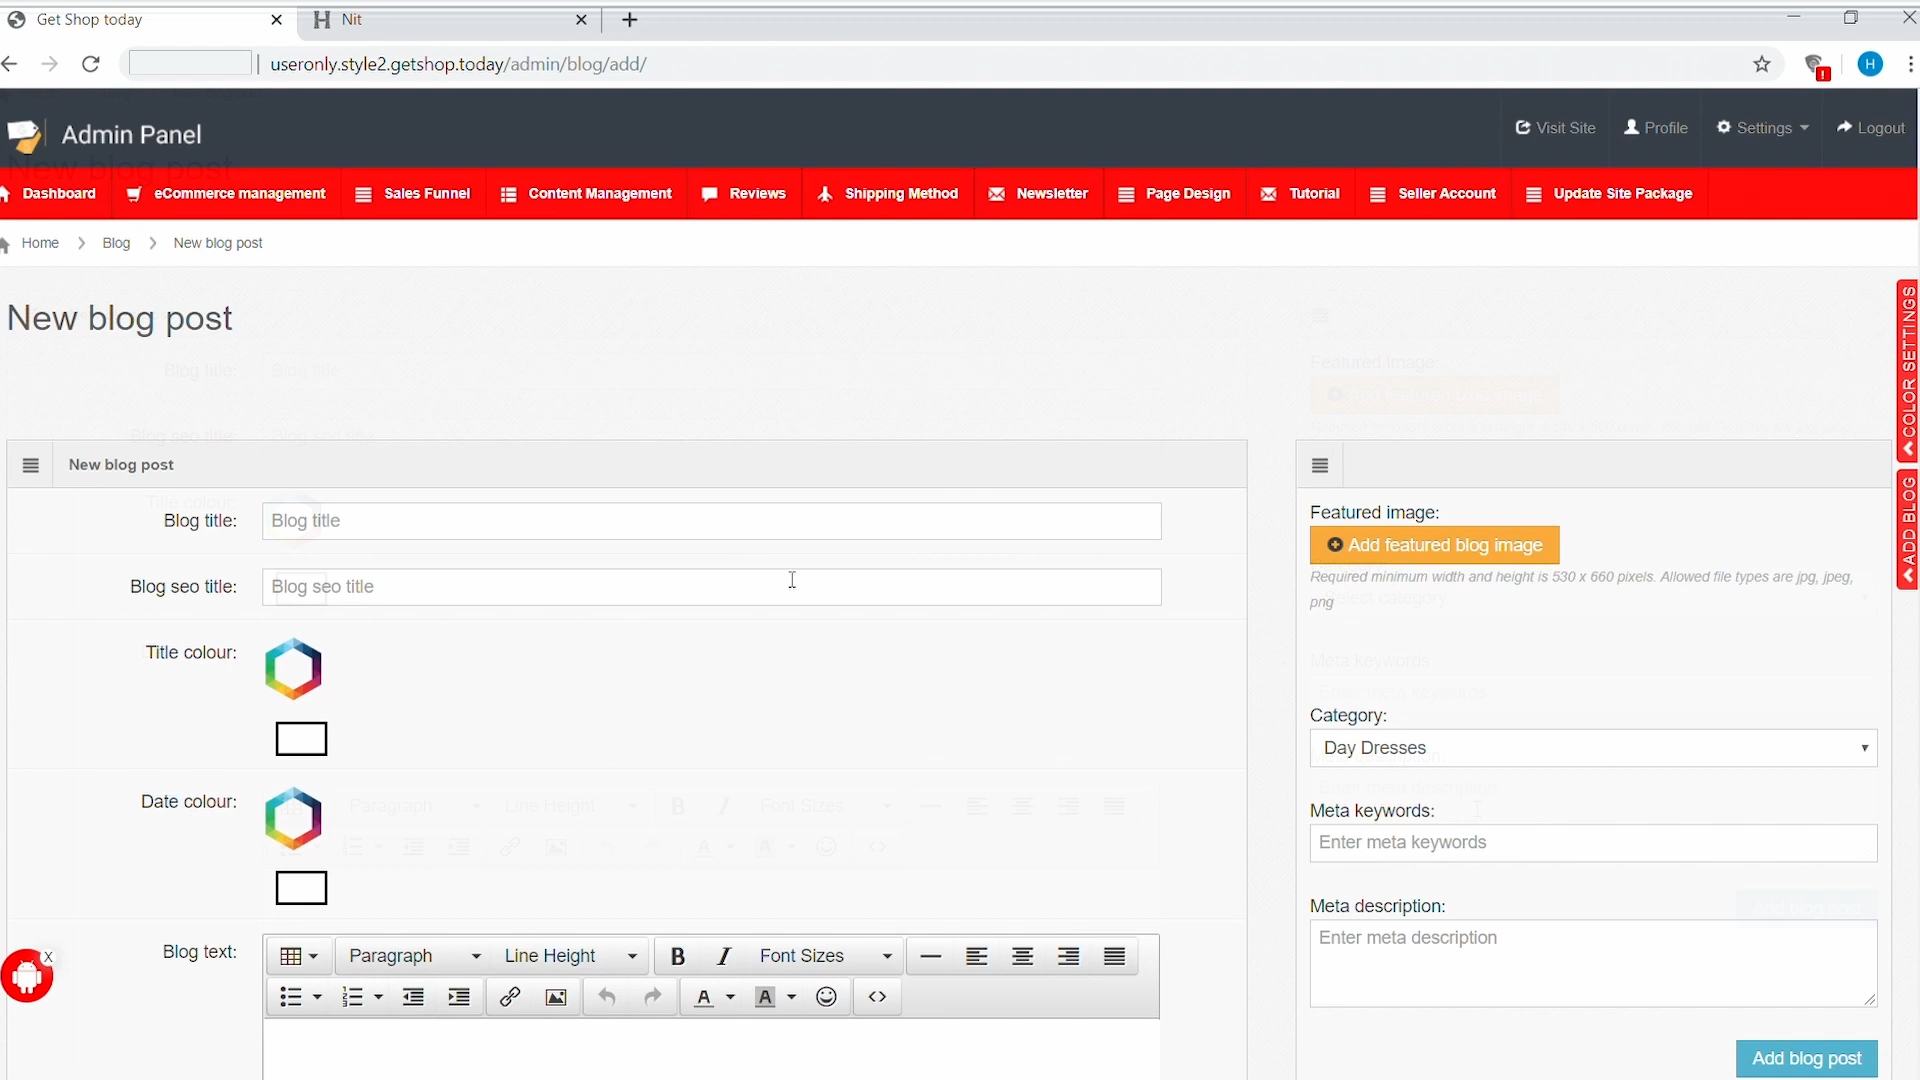 Get Shop today
Nit
useronly.style2.getshop.today/admin/blog/add/
H
Admin Panel
Visit Site
Profile
Settings
Logout
Dashboard
eCommerce management
Sales Funnel
Content Management
Reviews
Shipping Method
Newsletter
Page Design
Tutorial
Seller Account
Update Site Package
Home
Blog
New blog post
New blog post
COLOR SETTINGS
ADD BLOG
New blog post
Blog title:
Blog title
Blog seo title:
Blog seo title
Title colour:
Date colour:
Blog text:
Paragraph
Line Height
B
I
Font Sizes
A
A
X
Featured image:
Add featured blog image
Required minimum width and height is 530 x 660 pixels. Allowed file types are jpg, jpeg,
png
Category:
Day Dresses
Meta keywords:
Enter meta keywords
Meta description:
Enter meta description
Add blog post